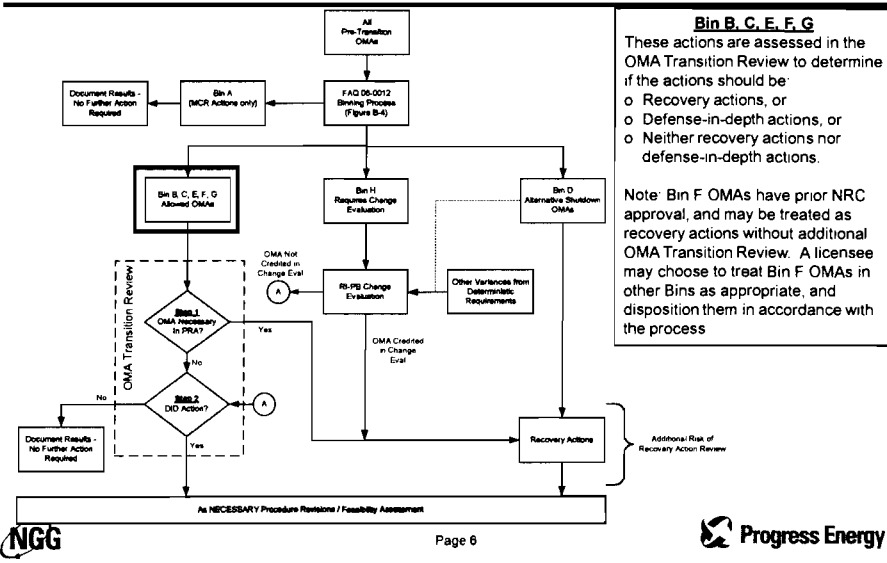 All
Pre-Transition
OMAs
Document Results -
No Further Action
Required
Bin A
(MCR Actions only)
FAQ 06-0012
Binning Process
(Figure B-4)
Bin B, C, E, F, G
Allowed OMAs
Bin H
Requires Change
Evaluation
Bin D
Alternative Shutdown
OMAs
OMA Not
Credited in
Change Eval
A
RI-PB Change
Evaluation
Other Variances from
Deterministic
Requirements
OMA Transition Review
Step 1
OMA Necessary
in PRA?
Yes
No
OMA Credited
in Change
Eval
Step 2
DID Action?
A
No
Yes
Document Results -
No Further Action
Required
Recovery Actions
Additional Risk of
Recovery Action Review
As NECESSARY Procedure Revisions / Feasibility Assessment
Bin B, C, E, F, G
These actions are assessed in the
OMA Transition Review to determine
if the actions should be:
o Recovery actions, or
o Defense-in-depth actions, or
o Neither recovery actions nor
defense-in-depth actions.
Note: Bin F OMAs have prior NRC
approval, and may be treated as
recovery actions without additional
OMA Transition Review. A licensee
may choose to treat Bin F OMAs in
other Bins as appropriate, and
disposition them in accordance with
the process
NGG
Page 6
Progress Energy